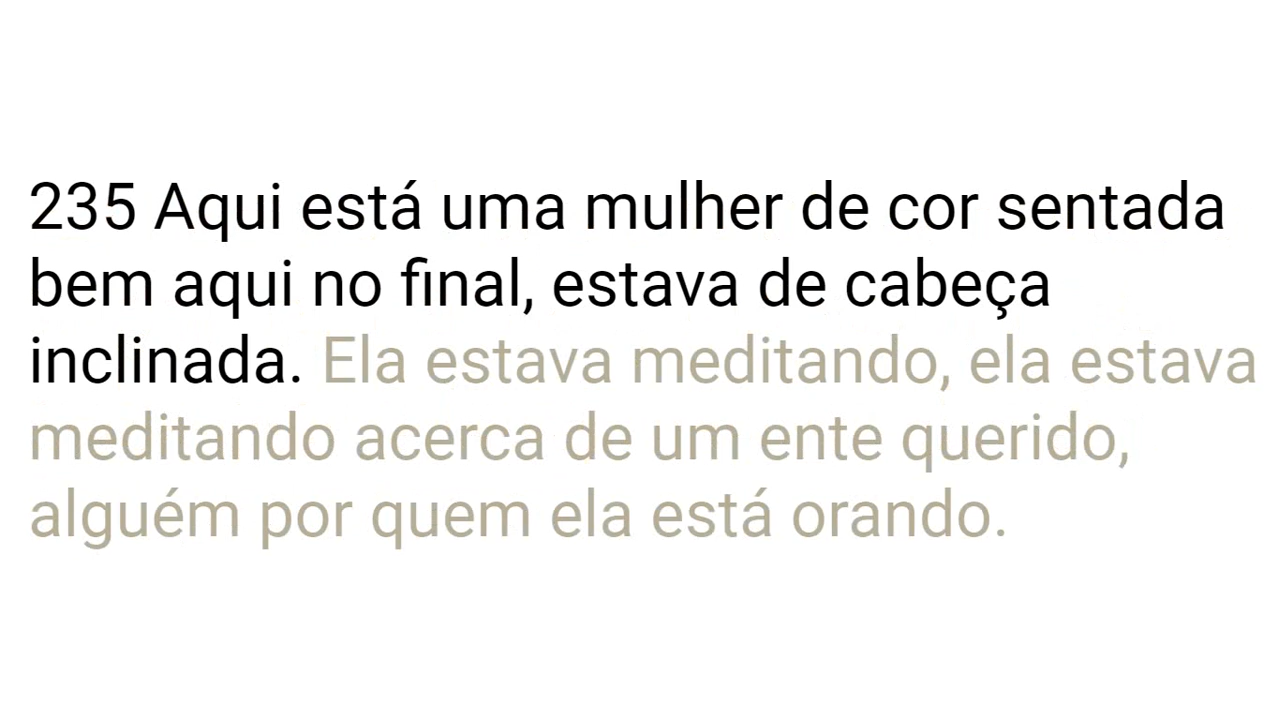 235 Aqui está uma mulher de cor sentada
bem aqui no final, estava de cabeça
inclinada. Ela estava meditando, ela estava
meditando acerca de um ente querido,
alguém por quem ela está orando.